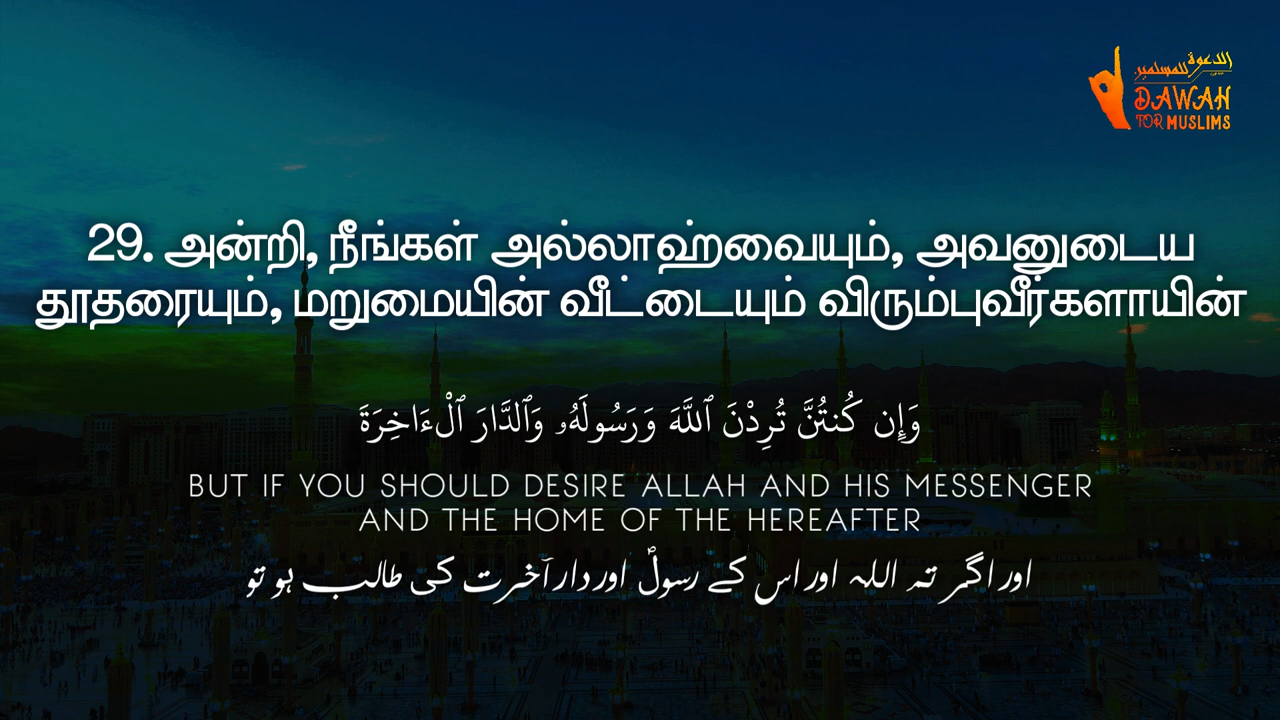 الدعوة للمسلمين
DAWAH
FOR MUSLIMS
29. அன்றி, நீங்கள் அல்லாஹ்வையும், அவனுடைய
தூதரையும், மறுமையின் வீட்டையும் விரும்புவீர்களாயின்
وَإِن كُنتُنَّ تُرِدْنَ ٱللَّهَ وَرَسُولَهُۥ وَٱلدَّارَ ٱلْءَاخِرَةَ
BUT IF YOU SHOULD DESIRE ALLAH AND HIS MESSENGER
AND THE HOME OF THE HEREAFTER
اور اگر تم اللہ اور اس کے رسولؐ اور دار آخرت کی طالب ہو تو